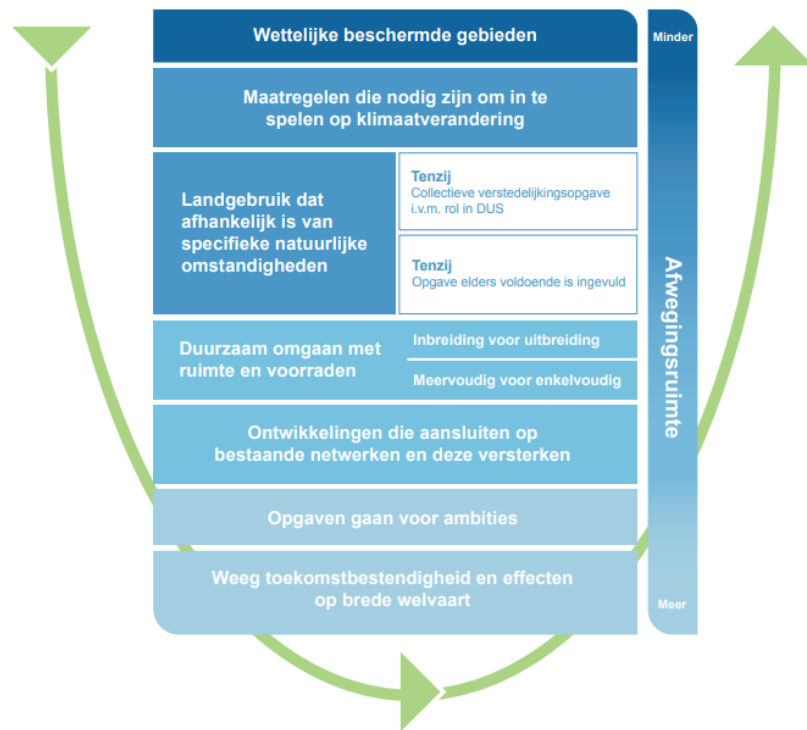 Wettelijke beschermde gebieden
Minder
Maatregelen die nodig zijn om in te
spelen op klimaatverandering
Landgebruik dat
afhankelijk is van
specifieke natuurlijke
omstandigheden
Tenzij
Collectieve verstedelijkingsopgave
i.v.m. rol in DUS
Tenzij
Opgave elders voldoende is ingevuld
Afwegingsruimte
Duurzaam omgaan met
ruimte en voorraden
Inbreiding voor uitbreiding
Meervoudig voor enkelvoudig
Ontwikkelingen die aansluiten op
bestaande netwerken en deze versterken
Opgaven gaan voor ambities
Weeg toekomstbestendigheid en effecten
op brede welvaart
Meer